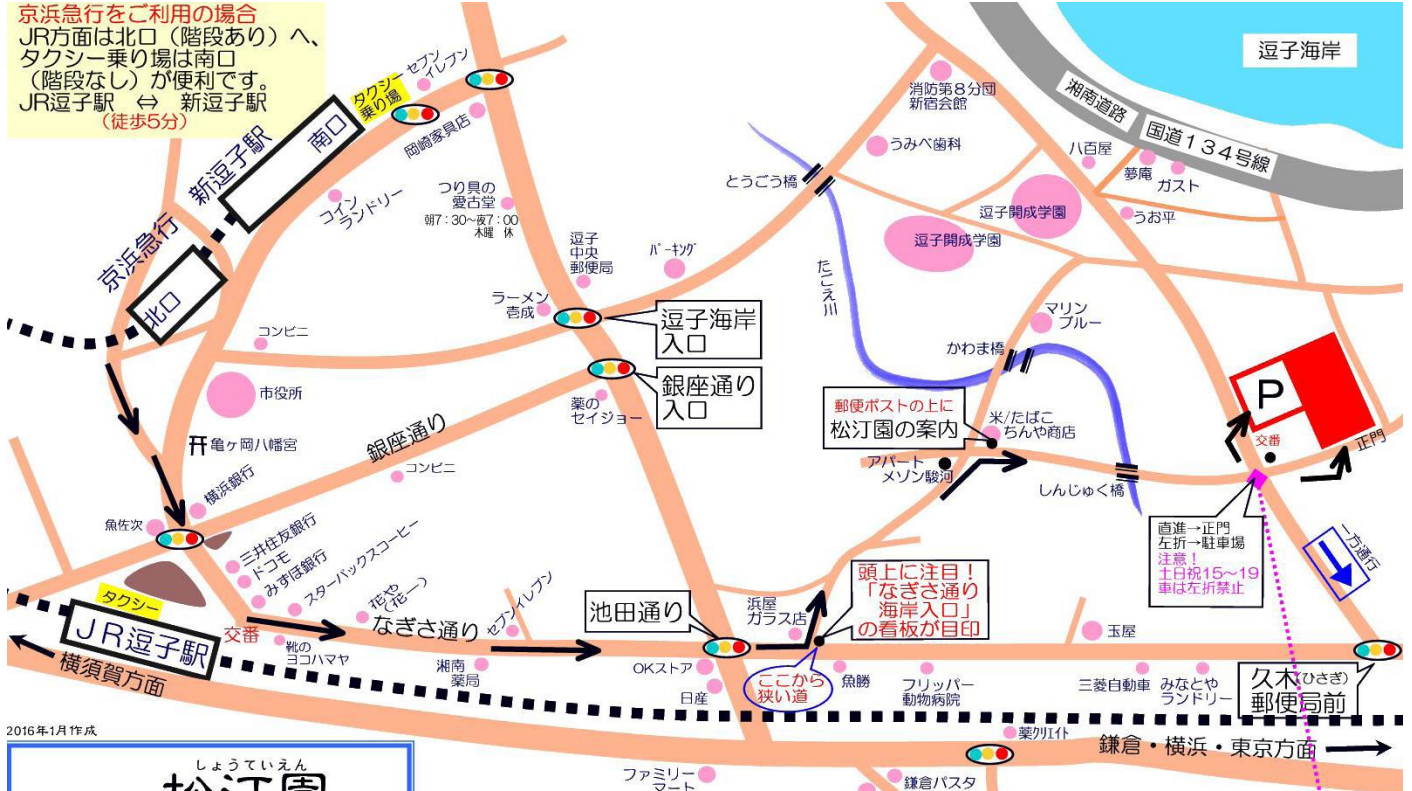 京浜急行をご利用の場合
JR方面は北口（階段あり）へ、
タクシー乗り場は南口
（階段なし）が便利です。
JR逗子駅 ⇔ 新逗子駅
（徒歩5分）
タクシー
乗り場
セブン
イレブン
南口
新逗子駅
岡崎家具店
コイン
ランドリー
つり具の
愛古堂
朝7：30～夜7：00
木曜 休
京浜急行
北口
逗子
中央
郵便局
パーキング
ラーメン
壱成
逗子海岸
入口
コンビニ
銀座通り
入口
薬の
セイジョー
市役所
亀ヶ岡八幡宮
銀座通り
コンビニ
横浜銀行
魚佐次
三井住友銀行
ドコモ
みずほ銀行
スターバックスコーヒー
花や
（花一）
なぎさ通り
セブンイレブン
タクシー
JR逗子駅
交番
靴の
ヨコハマヤ
湘南
薬局
横須賀方面
池田通り
OKストア
日産
浜屋
ガラス店
頭上に注目！
「なぎさ通り
海岸入口」
の看板が目印
ここから
狭い道
魚勝
フリッパー
動物病院
玉屋
三菱自動車
みなとや
ランドリー
久木(ひさぎ)
郵便局前
薬クリエイト
鎌倉・横浜・東京方面
ファミリー
マート
鎌倉パスタ
消防第８分団
新宿会館
うみべ歯科
とうごう橋
たごえ川
逗子開成学園
逗子開成学園
八百屋
夢庵
ガスト
うお平
湘南道路
国道１３４号線
逗子海岸
マリン
ブルー
かわま橋
郵便ポストの上に
松汀園の案内
米/たばこ
ちんや商店
アパート
メゾン駿河
しんじゅく橋
P
交番
正門
直進→正門
左折→駐車場
注意！
土日祝15～19
車は左折禁止
一方通行
2016年1月作成
しょうていえん
松汀園